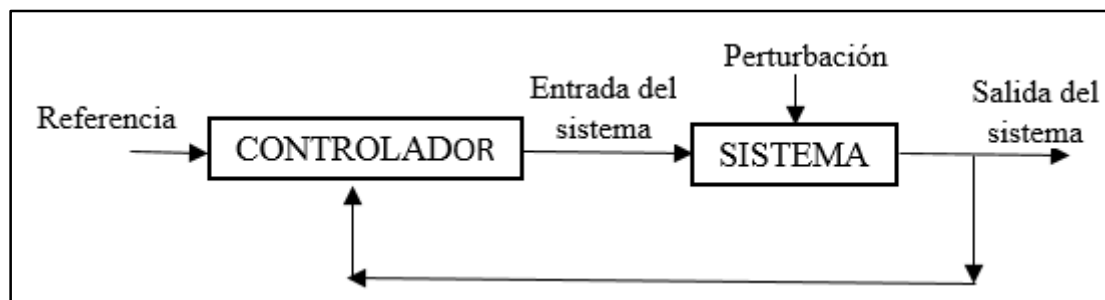 Referencia
CONTROLADOR
Entrada del
sistema
Perturbación
SISTEMA
Salida del
sistema